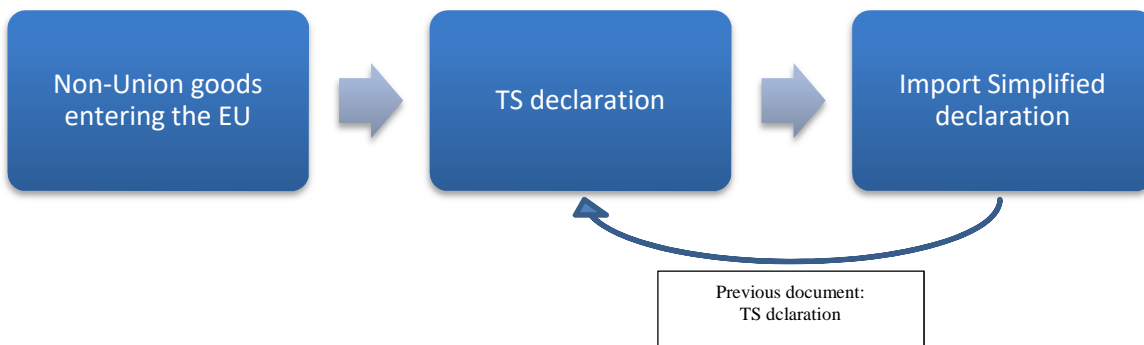 Non-Union goods
entering the EU
TS declaration
Import Simplified
declaration
Previous document:
TS dclaration